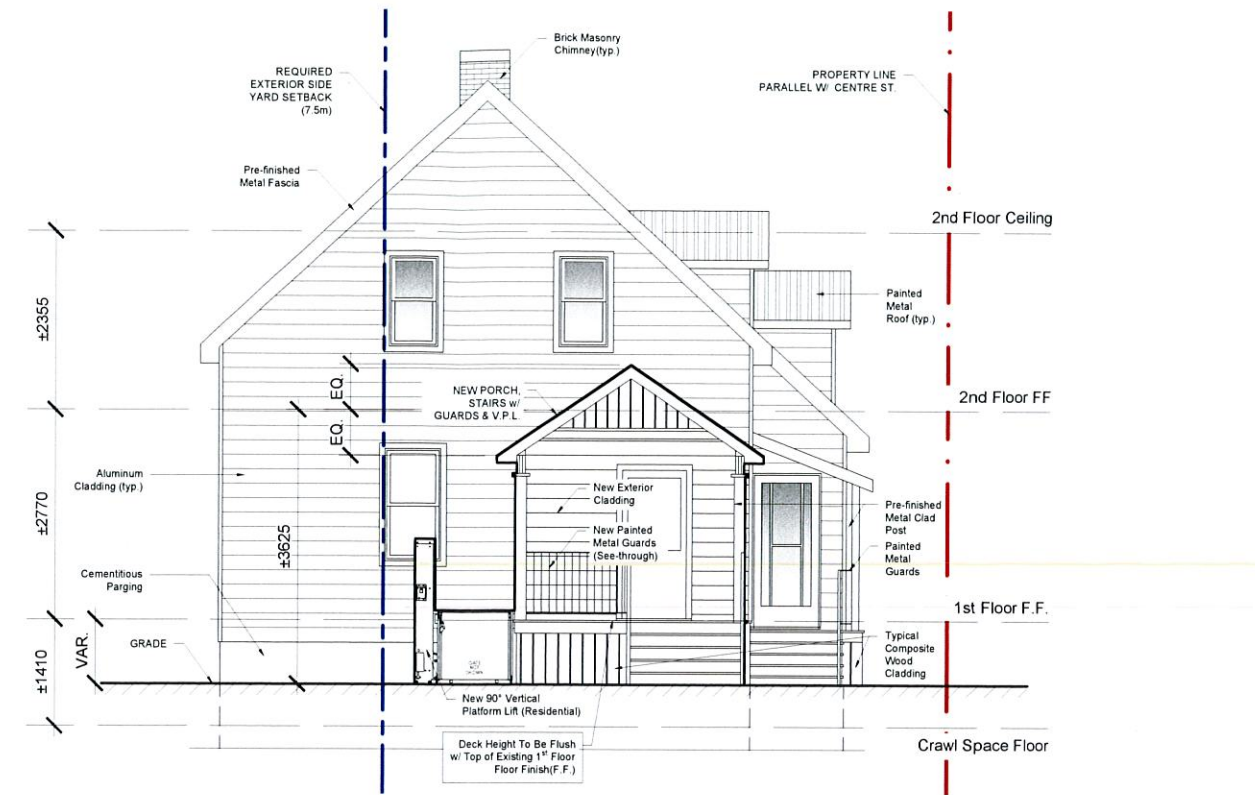 Brick Masonry
Chimney(typ.)
REQUIRED
EXTERIOR SIDE
YARD SETBACK
(7.5m)
PROPERTY LINE
PARALLEL W/ CENTRE ST.
Pre-finished
Metal Fascia
2nd Floor Ceiling
±2355
Painted
Metal
Roof (typ.)
EQ.
NEW PORCH,
STAIRS w/
GUARDS & V.P.L.
2nd Floor FF
EQ.
Aluminum
Cladding (typ.)
New Exterior
Cladding
±2770
±3625
New Painted
Metal Guards
(See-through)
Pre-finished
Metal Clad
Post
Painted
Metal
Guards
Cementitious
Parging
1st Floor F.F.
±1410
VAR.
GRADE
Typical
Composite
Wood
Cladding
New 90° Vertical
Platform Lift (Residential)
Deck Height To Be Flush
w/ Top of Existing 1st Floor
Floor Finish(F.F.)
Crawl Space Floor